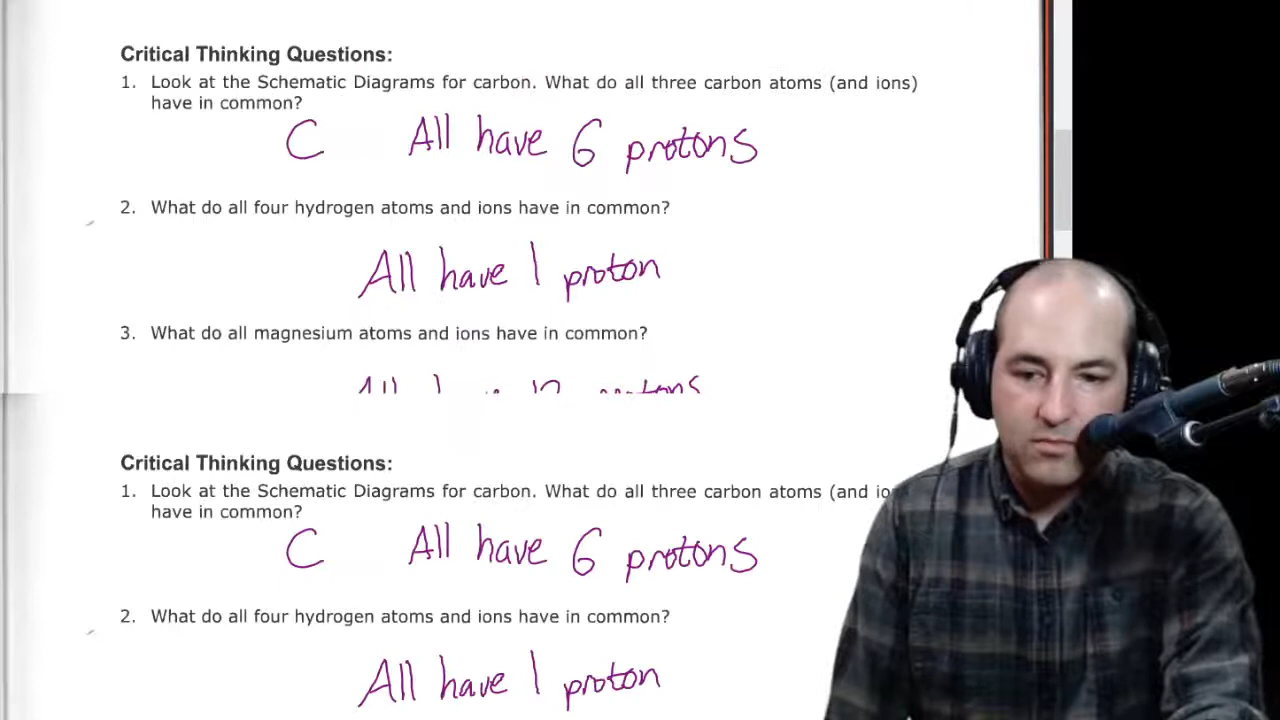 Critical Thinking Questions:
1. Look at the Schematic Diagrams for carbon. What do all three carbon atoms (and ions)
have in common?
C All have 6 protons
2. What do all four hydrogen atoms and ions have in common?
All have 1 proton
3. What do all magnesium atoms and ions have in common?
Critical Thinking Questions:
1. Look at the Schematic Diagrams for carbon. What do all three carbon atoms (and
have in common?
C All have 6 protons
2. What do all four hydrogen atoms and ions have in common?
All have 1 proton